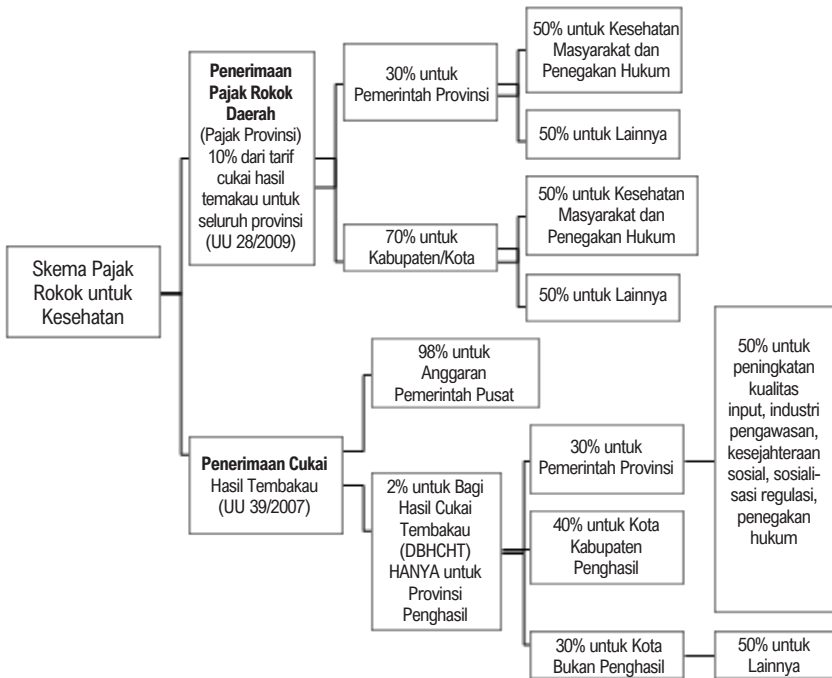 Skema Pajak
Rokok untuk
Kesehatan
Penerimaan
Pajak Rokok
Daerah
(Pajak Provinsi)
10% dari tarif
cukai hasil
temakau untuk
seluruh provinsi
(UU 28/2009)
30% untuk
Pemerintah Provinsi
50% untuk Kesehatan
Masyarakat dan
Penegakan Hukum
50% untuk Lainnya
70% untuk
Kabupaten/Kota
50% untuk Kesehatan
Masyarakat dan
Penegakan Hukum
50% untuk Lainnya
Penerimaan Cukai
Hasil Tembakau
(UU 39/2007)
98% untuk
Anggaran
Pemerintah Pusat
2% untuk Bagi
Hasil Cukai
Tembakau
(DBHCHT)
HANYA untuk
Provinsi
Penghasil
30% untuk
Pemerintah Provinsi
40% untuk Kota
Kabupaten
Penghasil
30% untuk Kota
Bukan Penghasil
50% untuk
peningkatan
kualitas
input, industri
pengawasan,
kesejahteraan
sosial, sosiali-
sasi regulasi,
penegakan
hukum
50% untuk
Lainnya